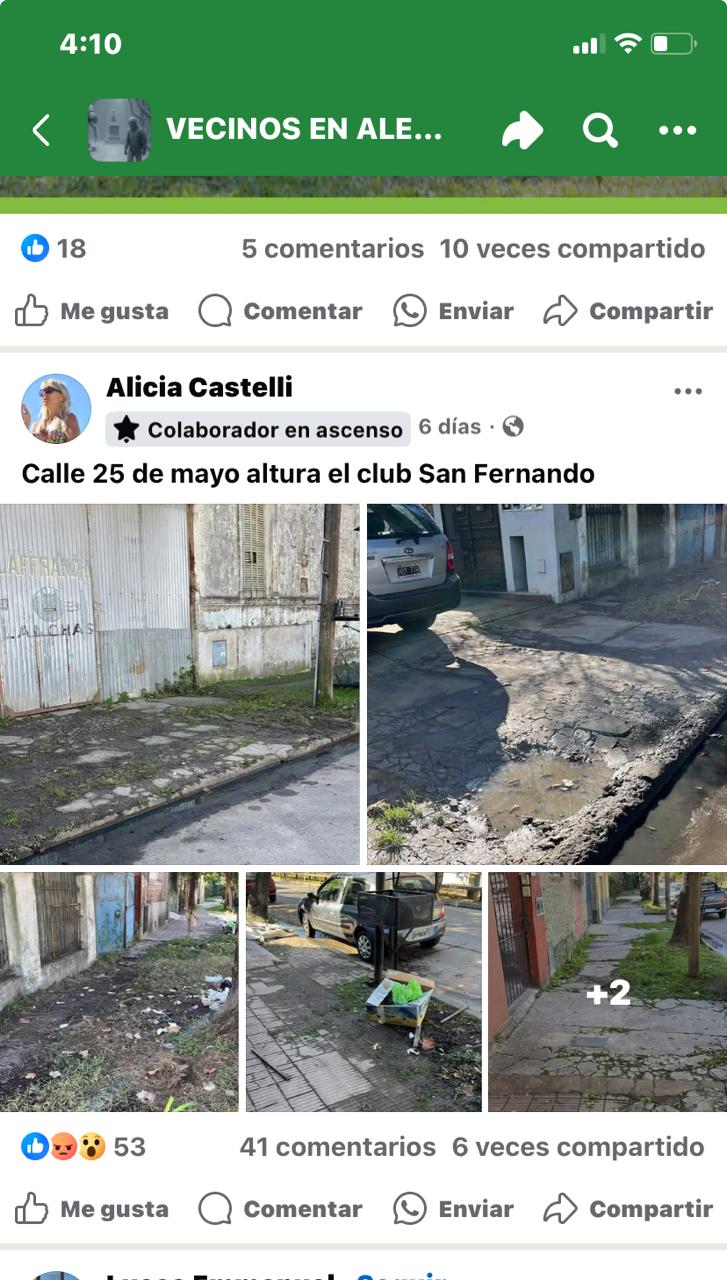 4:10
VECINOS EN ALE...
18
5 comentarios 10 veces compartido
Me gusta Comentar Enviar Compartir
Alicia Castelli
Colaborador en ascenso 6 días ·
Calle 25 de mayo altura el club San Fernando
LANCHAS
+2
53
41 comentarios 6 veces compartido
Me gusta Comentar Enviar Compartir
Seguir